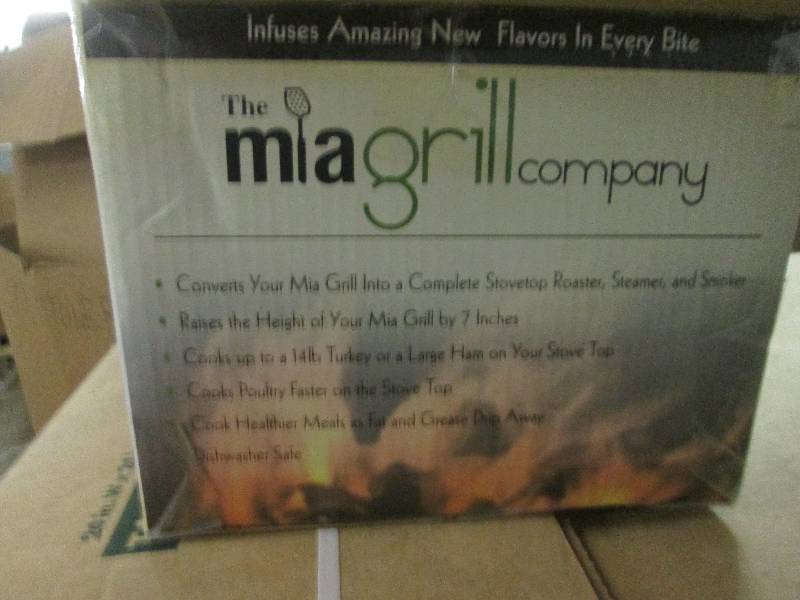 Infuses Amazing New Flavors In Every Bite
The
miagrill company
• Converts Your Mia Grill Into a Complete Stovetop Roaster, Steamer, and Smoker
• Raises the Height of Your Mia Grill by 7 Inches
• Cooks up to a 14lb Turkey or a Large Ham on Your Stove Top
• Cooks Poultry Faster on the Stove Top
Cook Healthier Meals as Fat and Grease Drip Away
Dishwasher Safe